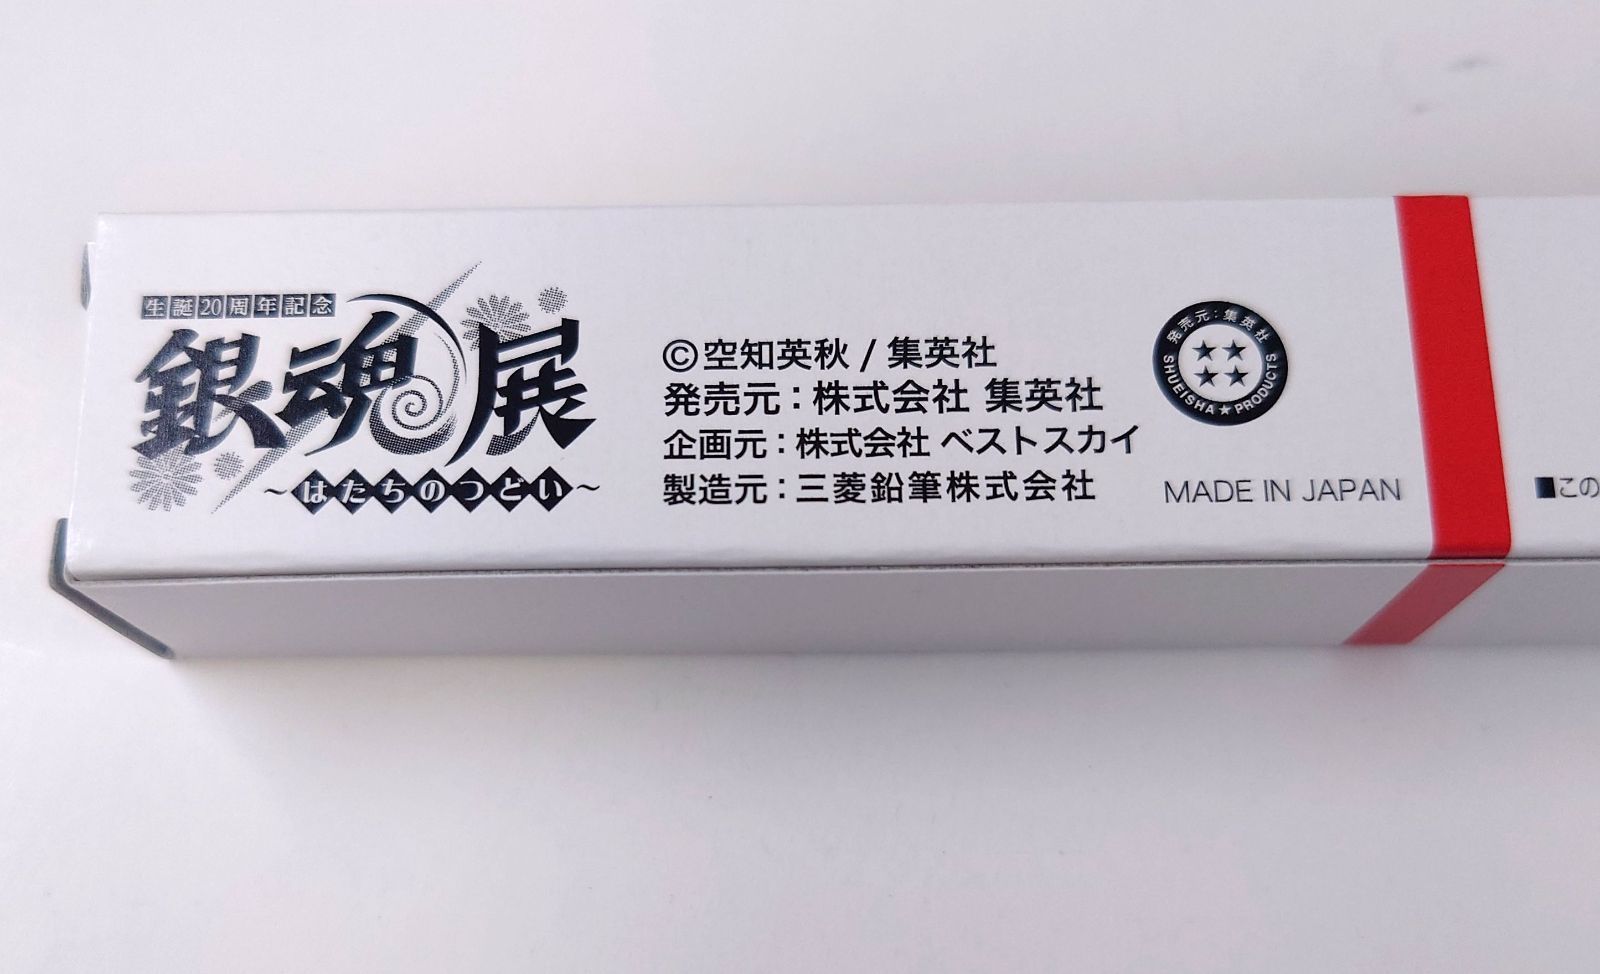 生誕20周年記念
銀魂展
～はたちのつどい～
©空知英秋 / 集英社
発売元：株式会社 集英社
企画元：株式会社 ベストスカイ
製造元：三菱鉛筆株式会社
発売元：集英社
SHUEISHA★PRODUCTS
MADE IN JAPAN
■この